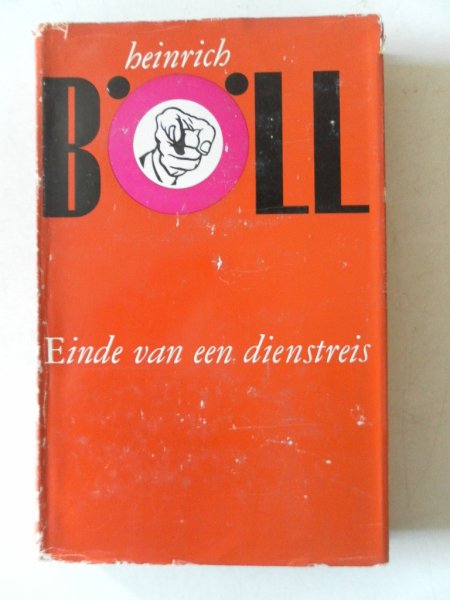 heinrich
BÖLL
Einde van een dienstreis